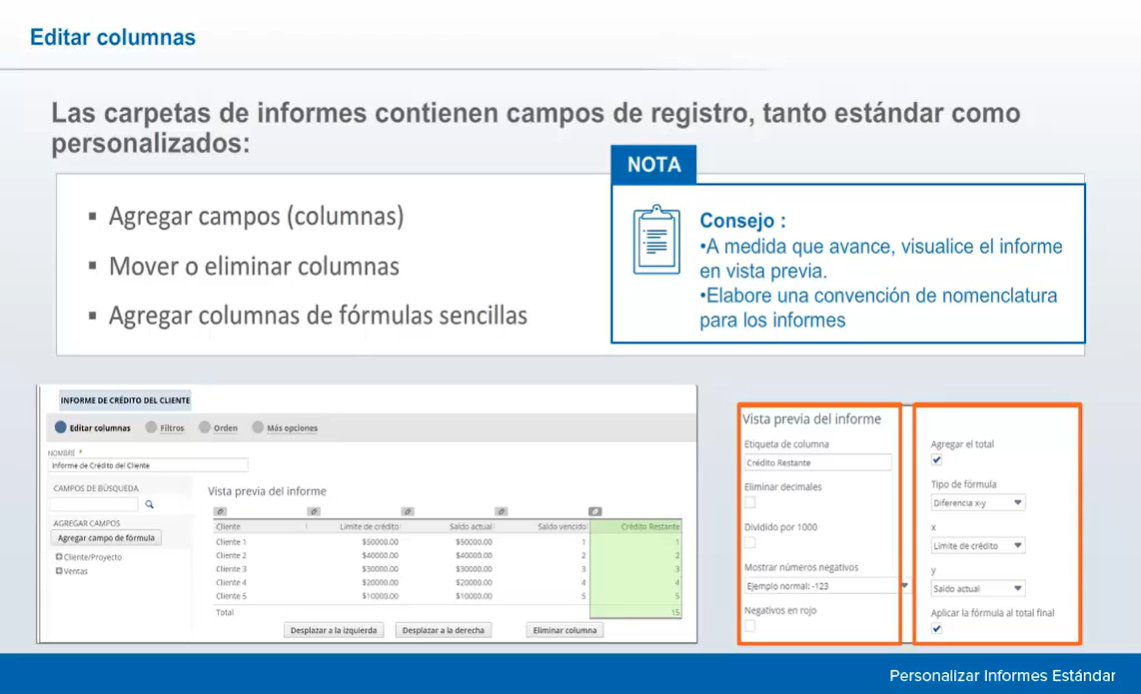 Editar columnas
Las carpetas de informes contienen campos de registro, tanto estándar como
personalizados:
▪ Agregar campos (columnas)
▪ Mover o eliminar columnas
▪ Agregar columnas de fórmulas sencillas
NOTA
Consejo :
•A medida que avance, visualice el informe
en vista previa.
•Elabore una convención de nomenclatura
para los informes
INFORME DE CRÉDITO DEL CLIENTE
Editar columnas Filtros Orden Más opciones
NOMBRE *
Informe de Crédito del Cliente
CAMPOS DE BÚSQUEDA
AGREGAR CAMPOS
Agregar campo de fórmula
Cliente/Proyecto
Ventas
Vista previa del informe
Cliente Límite de crédito Saldo actual Saldo vencido Crédito Restante
Cliente 1 $50000.00 $50000.00 1 1
Cliente 2 $40000.00 $40000.00 2 2
Cliente 3 $30000.00 $30000.00 3 3
Cliente 4 $20000.00 $20000.00 4 4
Cliente 5 $10000.00 $10000.00 5 5
Total 15
Desplazar a la izquierda Desplazar a la derecha Eliminar columna
Vista previa del informe
Etiqueta de columna
Crédito Restante
Eliminar decimales
Dividido por 1000
Mostrar números negativos
Ejemplo normal: -123
Negativos en rojo
Agregar el total
Tipo de fórmula
Diferencia x-y
x
Límite de crédito
y
Saldo actual
Aplicar la fórmula al total final
Personalizar Informes Estándar